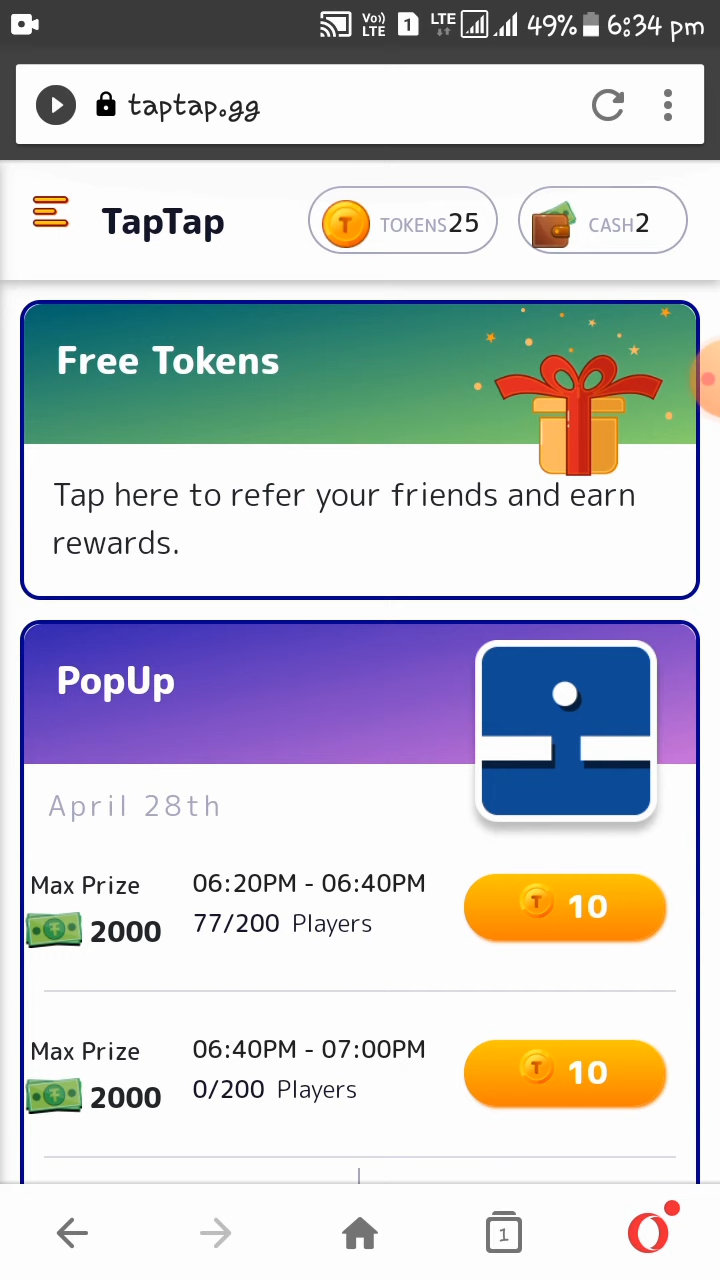 Vo)) LTE 1 LTE 49% 6:34 pm
taptap.gg
TapTap TOKENS25 CASH2
Free Tokens
Tap here to refer your friends and earn
rewards.
PopUp
April 28th
Max Prize 06:20PM - 06:40PM
2000 77/200 Players T 10
Max Prize 06:40PM - 07:00PM
2000 0/200 Players T 10
1